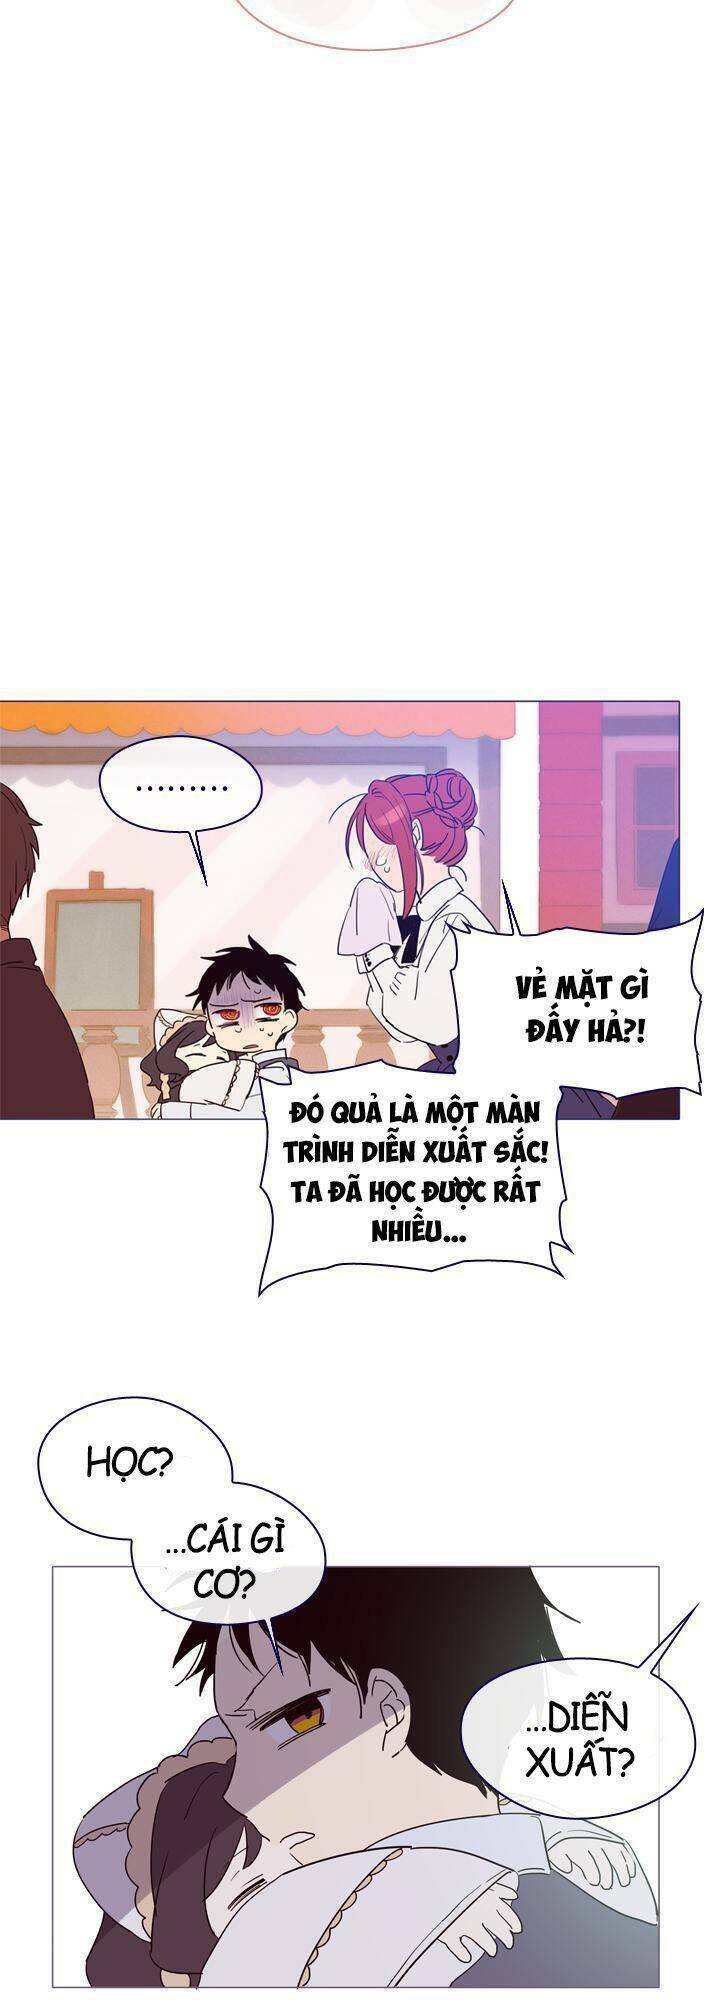 .........
VẺ MẶT GÌ
ĐẤY HẢ?!
ĐÓ QUẢ LÀ MỘT MÀN
TRÌNH DIỄN XUẤT SẮC!
TA ĐÃ HỌC ĐƯỢC RẤT
NHIỀU...
HỌC?
...CÁI GÌ
CƠ?
...DIỄN
XUẤT?